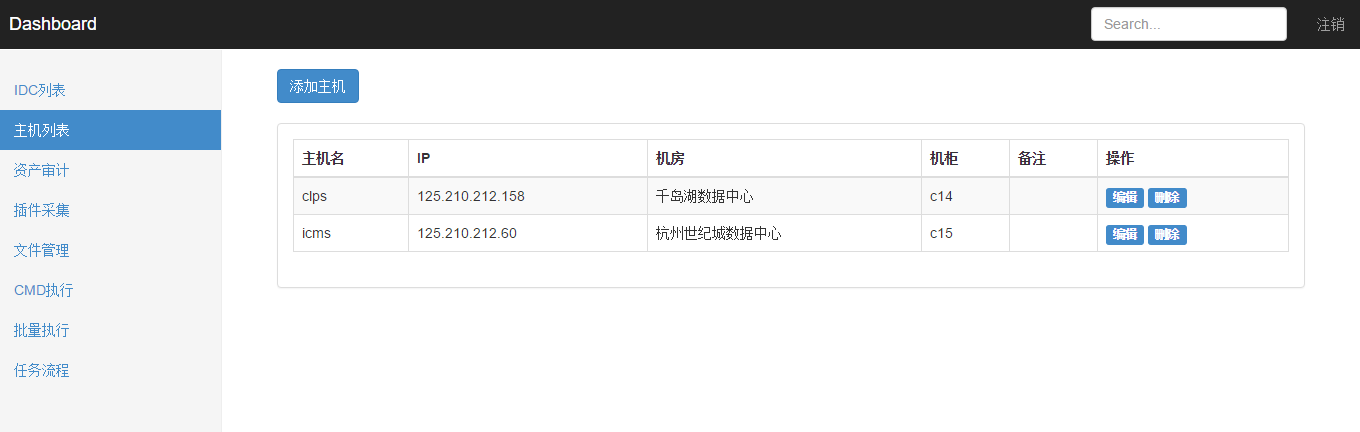 Dashboard Search... 注销
IDC列表
主机列表
资产审计
插件采集
文件管理
CMD执行
批量执行
任务流程
添加主机
主机名 IP 机房 机柜 备注 操作
clps 125.210.212.158 千岛湖数据中心 c14 编辑 删除
icms 125.210.212.60 杭州世纪城数据中心 c15 编辑 删除